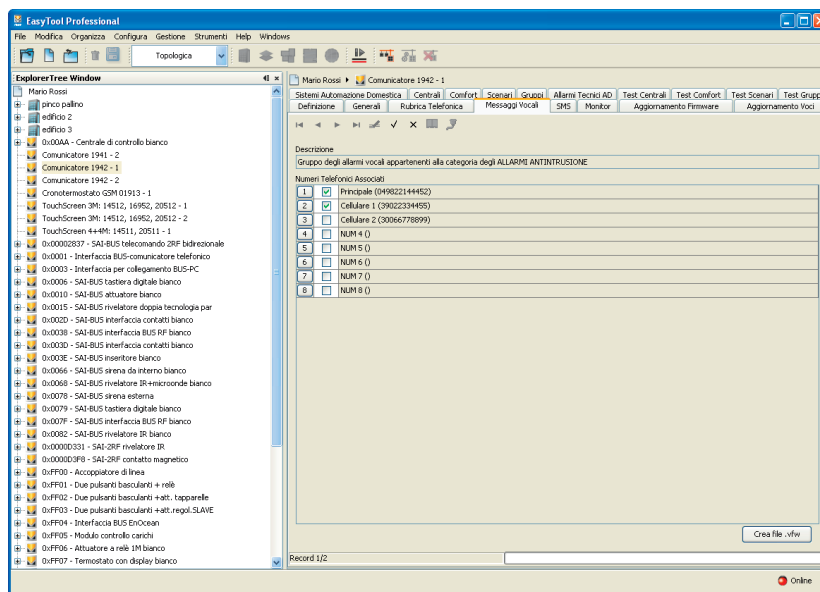 EasyTool Professional
File Modifica Organizza Configura Gestione Strumenti Help Windows
Topologica
ExplorerTree Window
Mario Rossi
pinco pallino
edificio 2
edificio 3
0x00AA - Centrale di controllo bianco
Comunicatore 1941 - 2
Comunicatore 1942 - 1
Comunicatore 1942 - 2
Cronotermostato GSM 01913 - 1
TouchScreen 3M: 14512, 16952, 20512 - 1
TouchScreen 3M: 14512, 16952, 20512 - 2
TouchScreen 4+4M: 14511, 20511 - 1
0x00002837 - SAI-BUS telecomando 2RF bidirezionale
0x0001 - Interfaccia BUS-comunicatore telefonico
0x0003 - Interfaccia per collegamento BUS-PC
0x0006 - SAI-BUS tastiera digitale bianco
0x0010 - SAI-BUS attuatore bianco
0x0015 - SAI-BUS rivelatore doppia tecnologia par
0x002D - SAI-BUS interfaccia contatti bianco
0x0038 - SAI-BUS interfaccia BUS RF bianco
0x003D - SAI-BUS interfaccia contatti bianco
0x003E - SAI-BUS inseritore bianco
0x0066 - SAI-BUS sirena da interno bianco
0x0068 - SAI-BUS rivelatore IR+microonde bianco
0x0078 - SAI-BUS sirena esterna
0x0079 - SAI-BUS tastiera digitale bianco
0x007F - SAI-BUS interfaccia BUS RF bianco
0x0082 - SAI-BUS rivelatore IR bianco
0x0000D331 - SAI-2RF rivelatore IR
0x0000D3F8 - SAI-2RF contatto magnetico
0xFF00 - Accoppiatore di linea
0xFF01 - Due pulsanti basculanti + relè
0xFF02 - Due pulsanti basculanti +att. tapparelle
0xFF03 - Due pulsanti basculanti +att.regol.SLAVE
0xFF04 - Interfaccia BUS EnOcean
0xFF05 - Modulo controllo carichi
0xFF06 - Attuatore a relè 1M bianco
0xFF07 - Termostato con display bianco
Mario Rossi Comunicatore 1942 - 1
Sistemi Automazione Domestica Centrali Comfort Scenari Gruppi Allarmi Tecnici AD Test Centrali Test Comfort Test Scenari Test Grupp
Definizione Generali Rubrica Telefonica Messaggi Vocali SMS Monitor Aggiornamento Firmware Aggiornamento Voci
Descrizione
Gruppo degli allarmi vocali appartenenti alla categoria degli ALLARMI ANTINTRUSIONE
Numeri Telefonici Associati
1 Principale (049822144452)
2 Cellulare 1 (39022334455)
3 Cellulare 2 (30066778899)
4 NUM 4 ()
5 NUM 5 ()
6 NUM 6 ()
7 NUM 7 ()
8 NUM 8 ()
Crea file .vfw
Record 1/2
Online